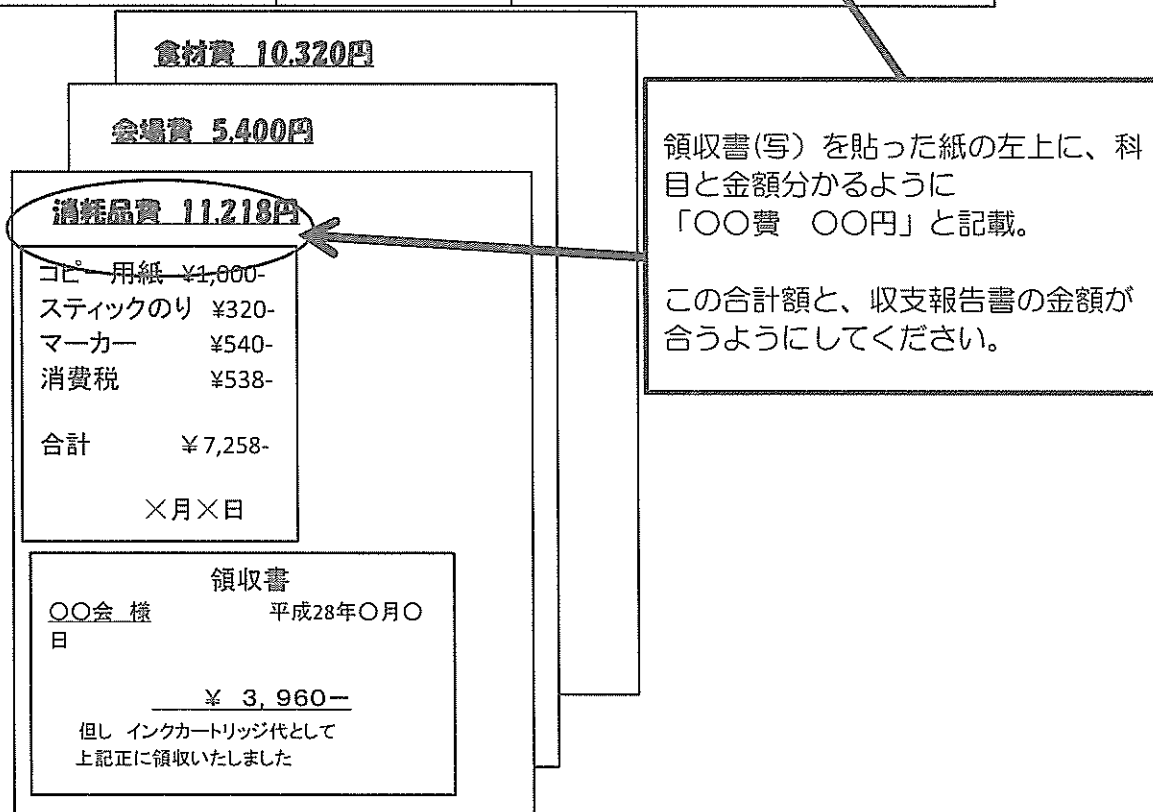 食材費 10,320円
会場費 5,400円
消耗品費 11,218円
コピー用紙 ¥1,000-
スティックのり ¥320-
マーカー ¥540-
消費税 ¥538-
合計 ¥7,258-
×月×日
領収書
〇〇会 様 平成28年〇月〇
日
¥ 3,960−
但し インクカートリッジ代として
上記正に領収いたしました
領収書(写）を貼った紙の左上に、科
目と金額分かるように
「〇〇費 〇〇円」と記載。
この合計額と、収支報告書の金額が
合うようにしてください。